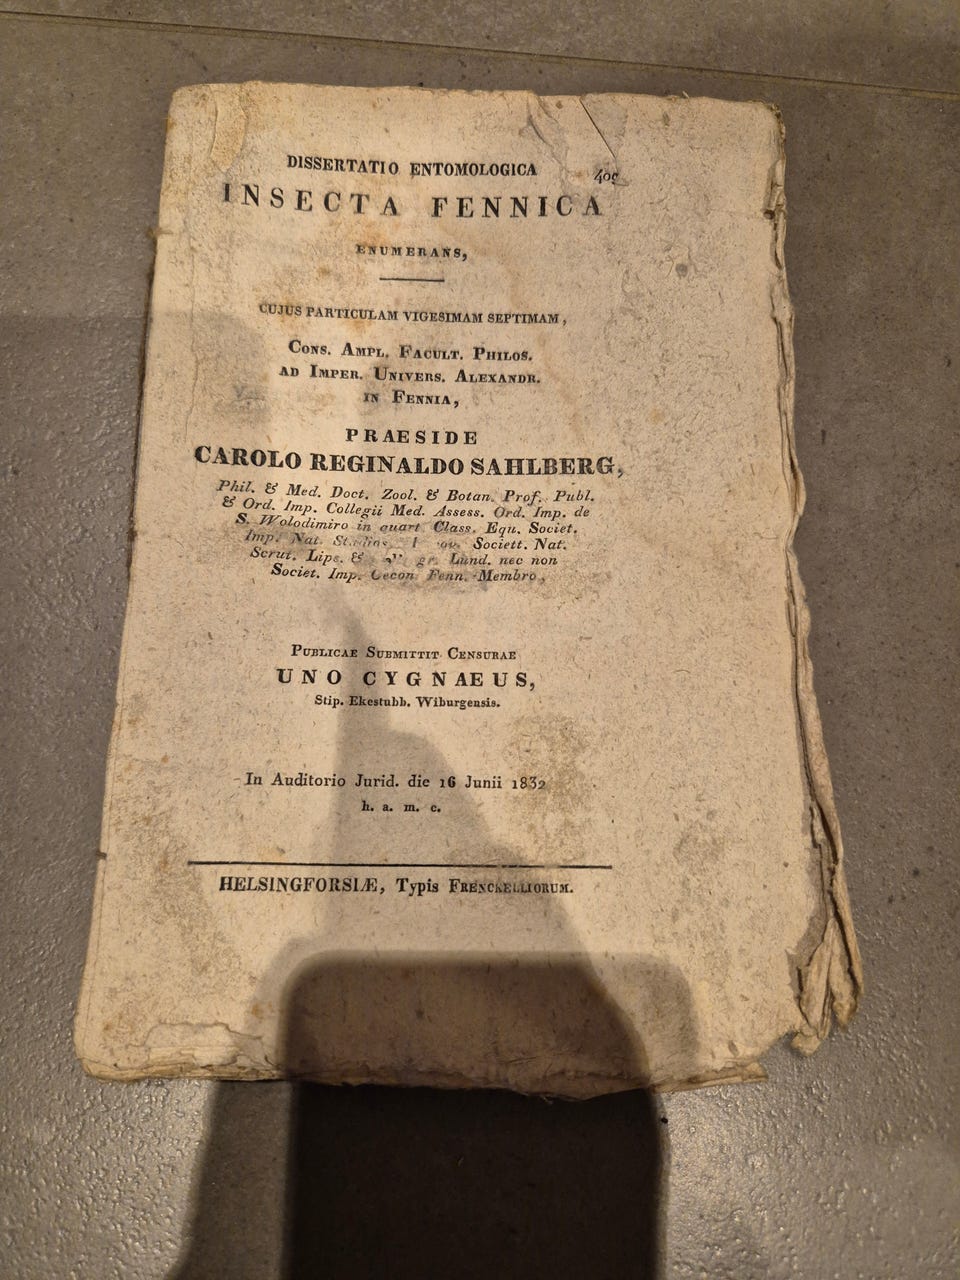 DISSERTATIO ENTOMOLOGICA
409
INSECTA FENNICA
ENUMERANS,
CUJUS PARTICULAM VIGESIMAM SEPTIMAM,
CONS. AMPL. FACULT. PHILOS.
AD IMPER. UNIVERS. ALEXANDR.
IN FENNIA,
PRAESIDE
CAROLO REGINALDO SAHLBERG,
Phil. & Med. Doct. Zool. & Botan. Prof. Publ.
& Ord. Imp. Collegii Med. Assess. Ord. Imp. de
S. Wolodimiro in quart Class. Equ. Societ.
Imp. Nat. Societt. Nat.
Scrut. Lips. & Lund. nec non
Societ. Imp. Oecon. Fenn. Membro,
PUBLICAE SUBMITTIT CENSURAE
UNO CYGNAEUS,
Stip. Ekestubb. Wiburgensis.
In Auditorio Jurid. die 16 Junii 1832
h. a. m. c.
HELSINGFORSIÆ, Typis FRENCKELLIORUM.